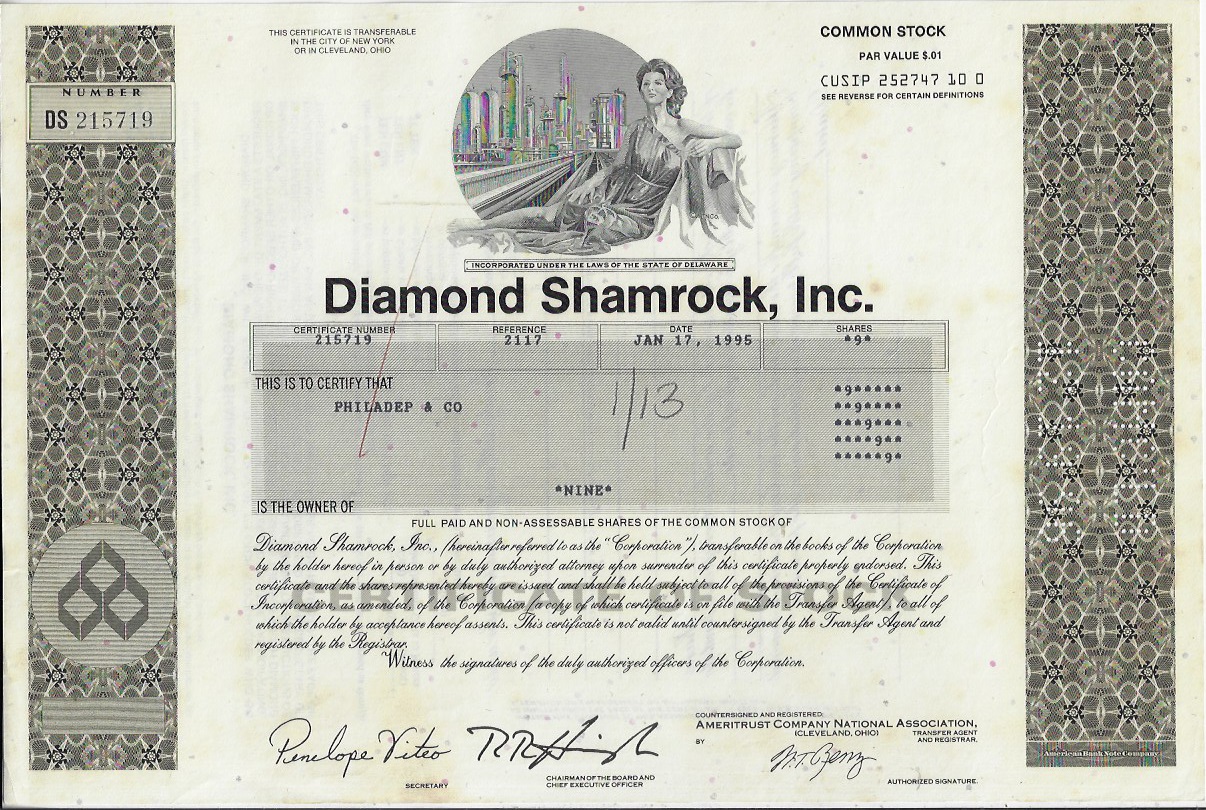 THIS CERTIFICATE IS TRANSFERABLE
IN THE CITY OF NEW YORK
OR IN CLEVELAND, OHIO
COMMON STOCK
PAR VALUE $.01
CUSIP 252747 10 0
SEE REVERSE FOR CERTAIN DEFINITIONS
NUMBER
DS 215719
INCORPORATED UNDER THE LAWS OF THE STATE OF DELAWARE
Diamond Shamrock, Inc.
CERTIFICATE NUMBER
215719
REFERENCE
2117
DATE
JAN 17, 1995
SHARES
*9*
THIS IS TO CERTIFY THAT
PHILADEP & CO
1/13
*9*****
**9****
***9***
****9**
*****9*
*NINE*
IS THE OWNER OF
FULL PAID AND NON-ASSESSABLE SHARES OF THE COMMON STOCK OF
Diamond Shamrock, Inc., (hereinafter referred to as the "Corporation"), transferable on the books of the Corporation
by the holder hereof in person or by duly authorized attorney upon surrender of this certificate properly endorsed. This
certificate and the shares represented hereby are issued and shall be held subject to all of the provisions of the Certificate of
Incorporation, as amended, of the Corporation (a copy of which certificate is on file with the Transfer Agent), to all of
which the holder by acceptance hereof assents. This certificate is not valid until countersigned by the Transfer Agent and
registered by the Registrar.
Witness the signatures of the duly authorized officers of the Corporation.
CERTIFICATE OF STOCK
Penelope Viteo
SECRETARY
CHAIRMAN OF THE BOARD AND
CHIEF EXECUTIVE OFFICER
COUNTERSIGNED AND REGISTERED:
AMERITRUST COMPANY NATIONAL ASSOCIATION,
(CLEVELAND, OHIO)
TRANSFER AGENT
AND REGISTRAR.
BY
AUTHORIZED SIGNATURE.
American Bank Note Company